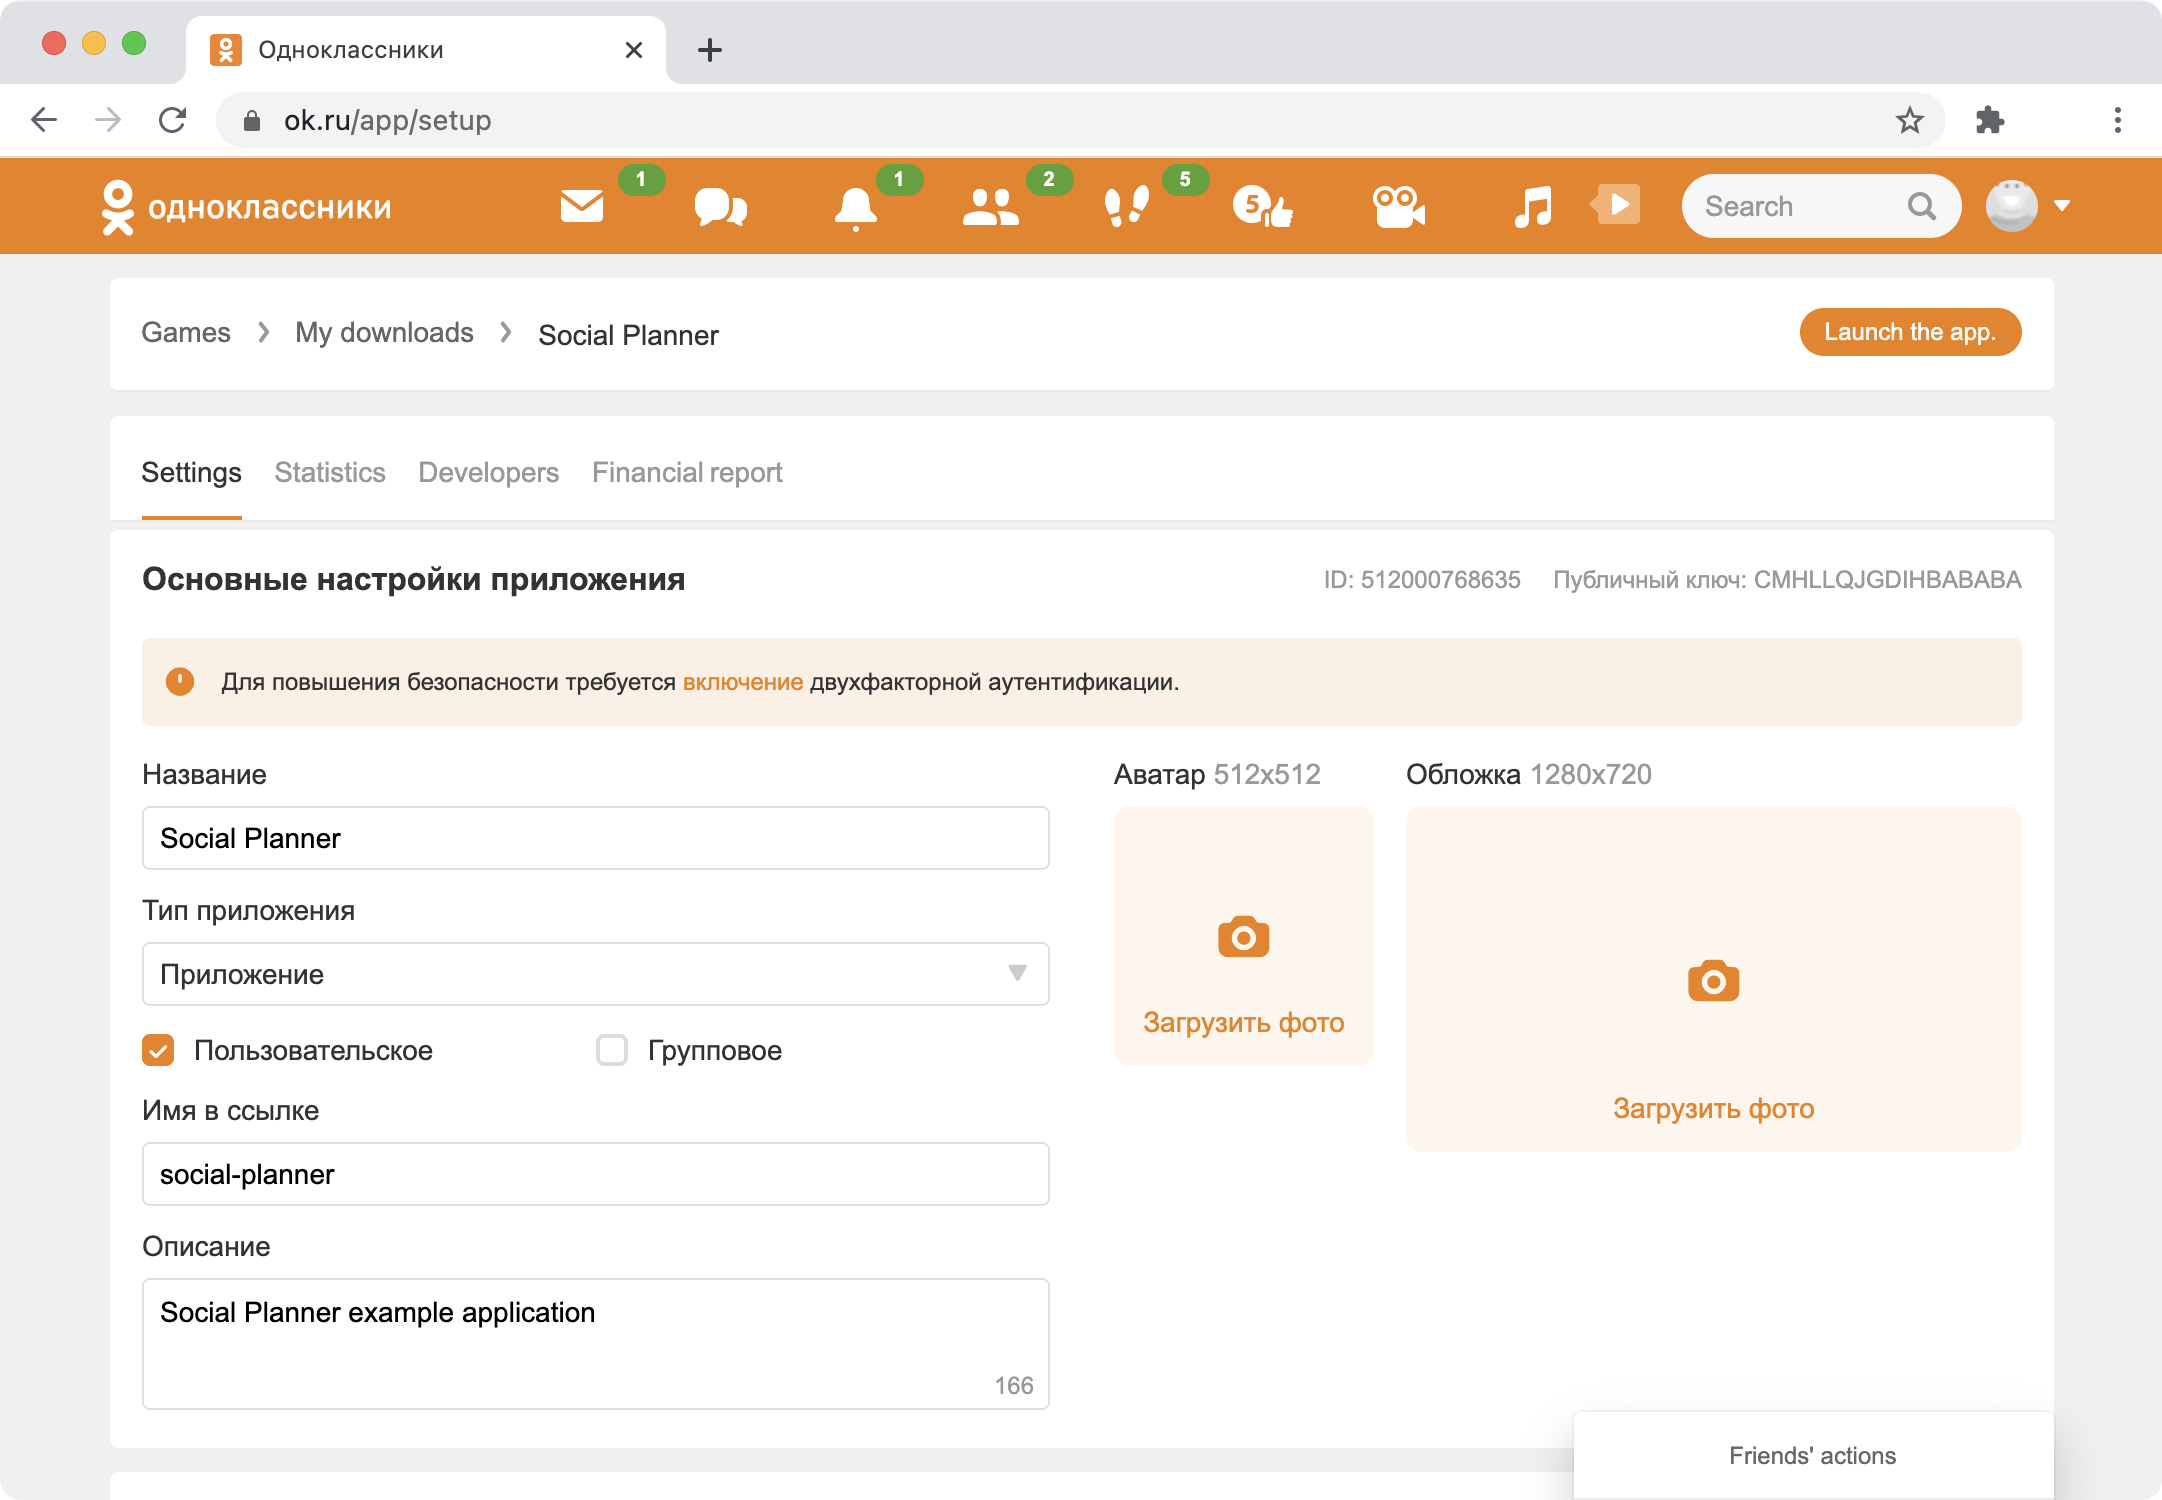 Одноклассники
ok.ru/app/setup
одноклассники
1
1
2
5
5
Search
Games
My downloads
Social Planner
Launch the app.
Settings Statistics Developers Financial report
Основные настройки приложения
ID: 512000768635 Публичный ключ: CMHLLQJGDIHBABABA
Для повышения безопасности требуется включение двухфакторной аутентификации.
Название
Social Planner
Тип приложения
Приложение
Пользовательское
Групповое
Имя в ссылке
social-planner
Описание
Social Planner example application
166
Аватар 512x512
Загрузить фото
Обложка 1280x720
Загрузить фото
Friends' actions